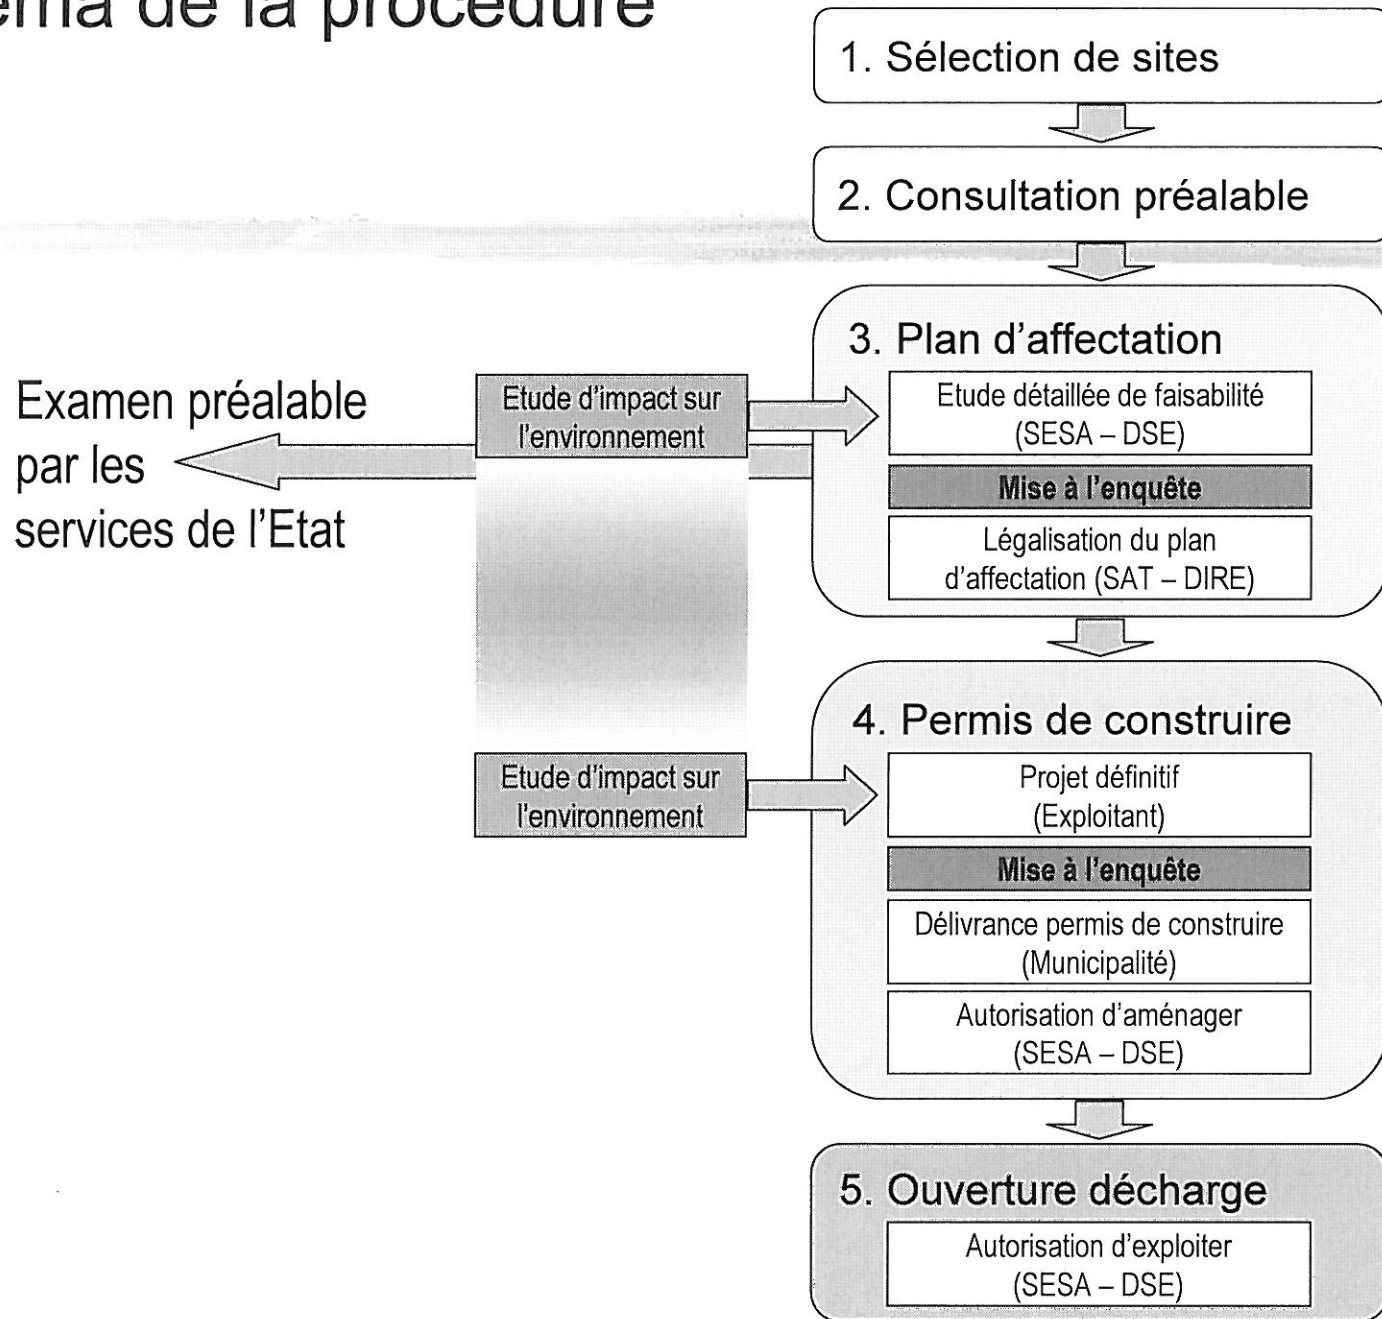 de la procédure
1. Sélection de sites
2. Consultation préalable
3. Plan d'affectation
Examen préalable
par les
services de l'Etat
Etude d'impact sur
l'environnement
Etude détaillée de faisabilité
(SESA – DSE)
Mise à l'enquête
Légalisation du plan
d'affectation (SAT – DIRE)
4. Permis de construire
Etude d'impact sur
l'environnement
Projet définitif
(Exploitant)
Mise à l'enquête
Délivrance permis de construire
(Municipalité)
Autorisation d'aménager
(SESA – DSE)
5. Ouverture décharge
Autorisation d'exploiter
(SESA – DSE)